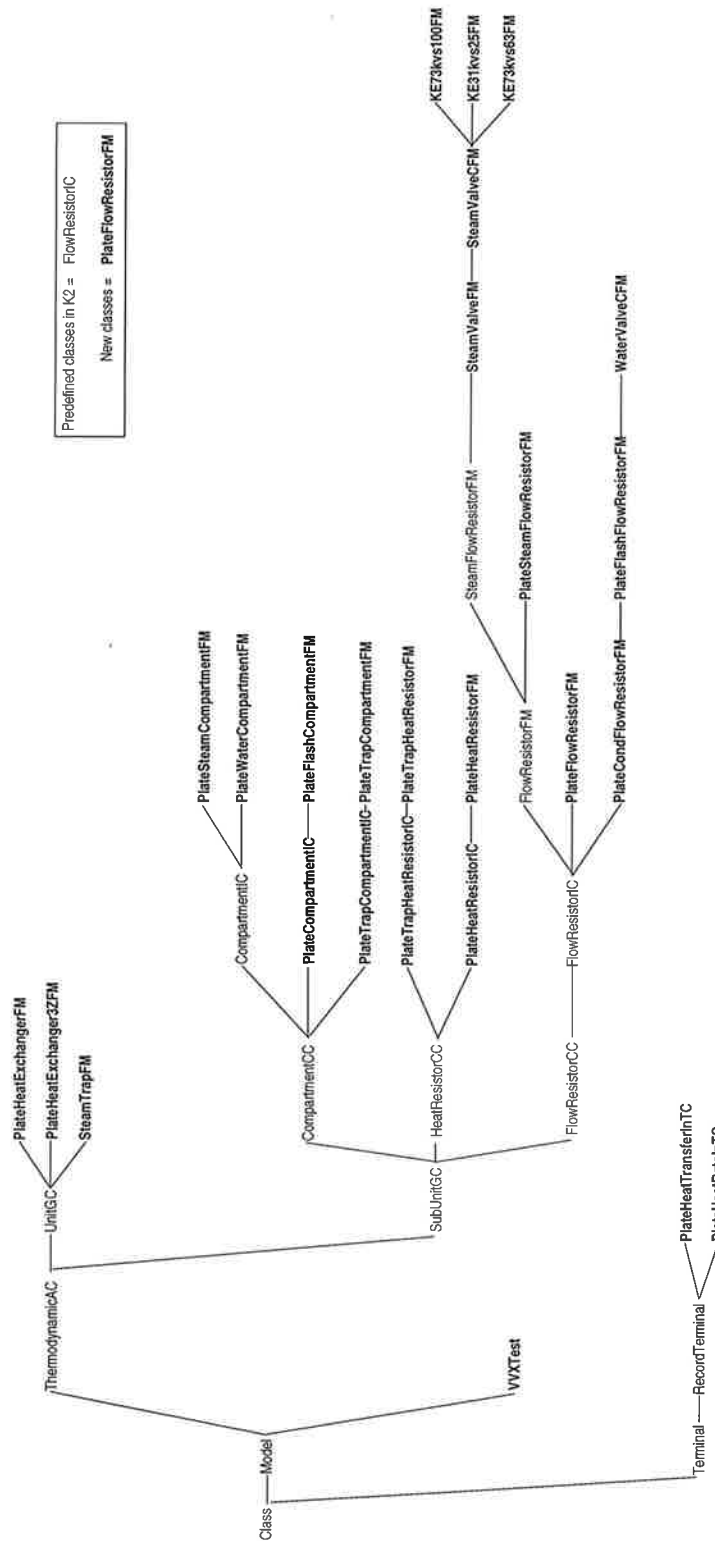 Predefined classes in K2 = FlowResistorIC
New classes = PlateFlowResistorFM
Class
Model
ThermodynamicAC
UnitGC
PlateHeatExchangerFM
PlateHeatExchanger3ZFM
SteamTrapFM
SubUnitGC
CompartmentCC
CompartmentIC
PlateSteamCompartmentFM
PlateWaterCompartmentFM
PlateCompartmentIC
PlateFlashCompartmentFM
PlateTrapCompartmentIC
PlateTrapCompartmentFM
HeatResistorCC
PlateTrapHeatResistorIC
PlateTrapHeatResistorFM
PlateHeatResistorIC
PlateHeatResistorFM
FlowResistorCC
FlowResistorIC
FlowResistorFM
SteamFlowResistorFM
SteamValveFM
SteamValveCFM
KE73kvs100FM
KE31kvs25FM
KE73kvs63FM
PlateSteamFlowResistorFM
PlateFlowResistorFM
PlateCondFlowResistorFM
PlateFlashFlowResistorFM
WaterValveCFM
VVXTest
Terminal
RecordTerminal
PlateHeatTransferInTC